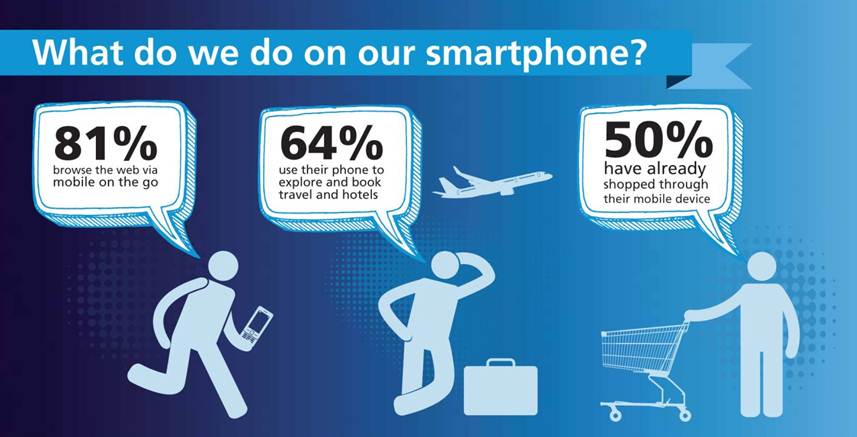 What do we do on our smartphone?
81%
browse the web via
mobile on the go
64%
use their phone to
explore and book
travel and hotels
50%
have already
shopped through
their mobile device